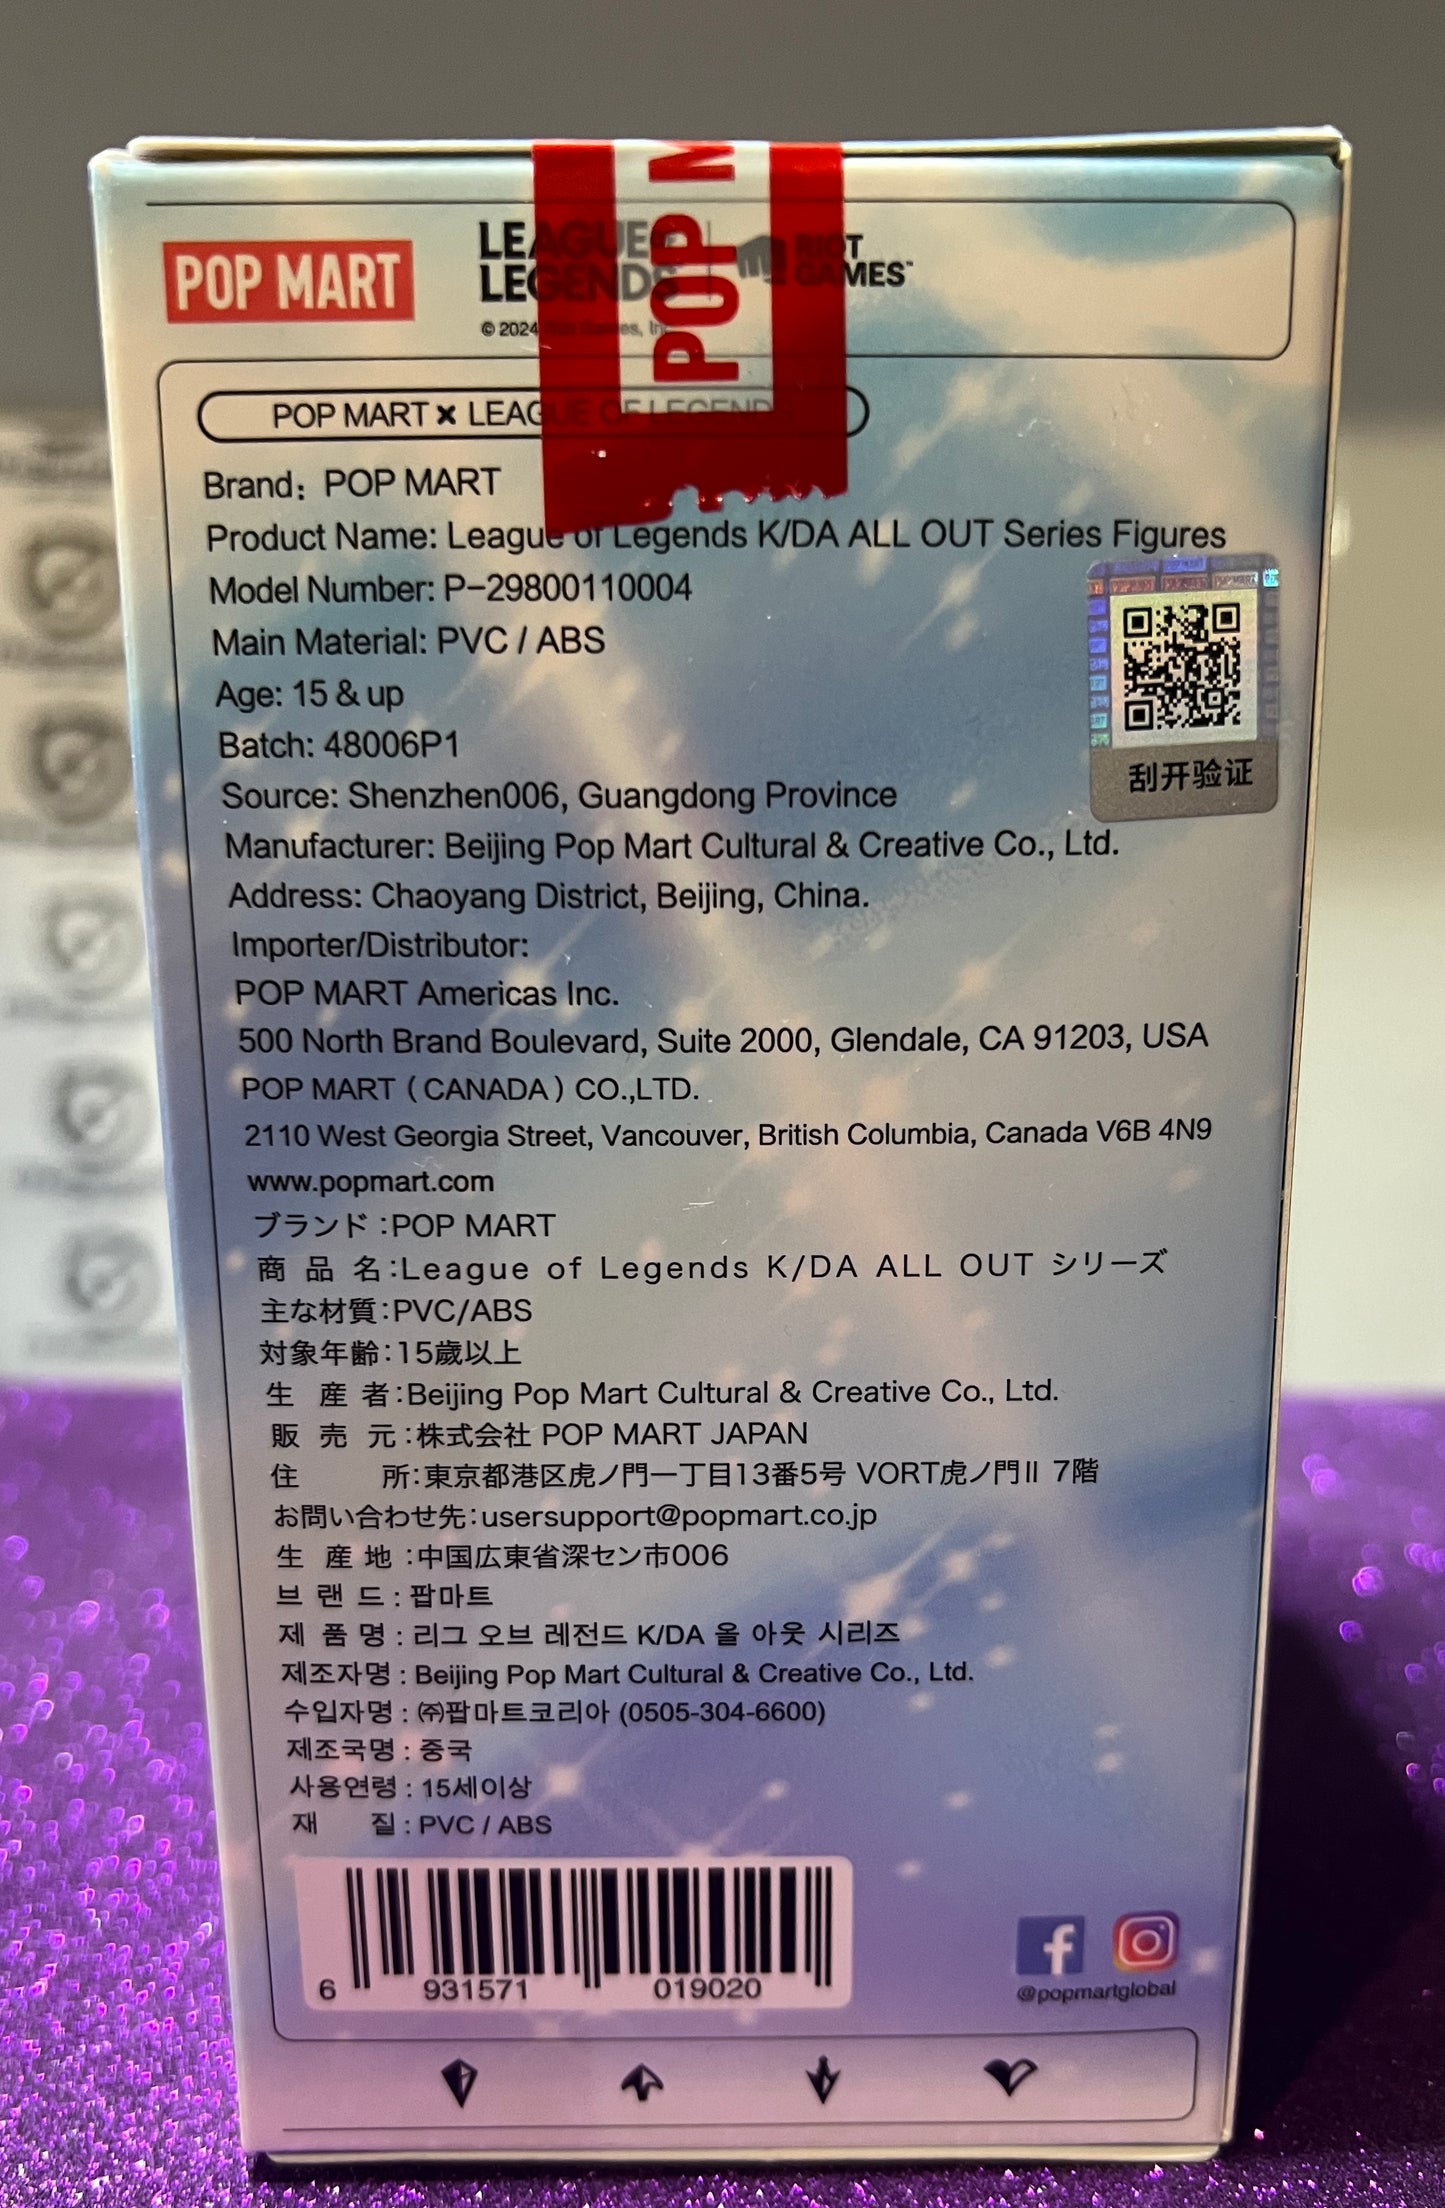 POP MART
LEAGUE OF LEGENDS
RIOT GAMES™
© 2024 Riot Games, Inc.
POP M
POP MART × LEAGUE OF LEGENDS
Brand: POP MART
Product Name: League of Legends K/DA ALL OUT Series Figures
Model Number: P-29800110004
Main Material: PVC / ABS
Age: 15 & up
Batch: 48006P1
Source: Shenzhen006, Guangdong Province
刮开验证
Manufacturer: Beijing Pop Mart Cultural & Creative Co., Ltd.
Address: Chaoyang District, Beijing, China.
Importer/Distributor:
POP MART Americas Inc.
500 North Brand Boulevard, Suite 2000, Glendale, CA 91203, USA
POP MART (CANADA) CO.,LTD.
2110 West Georgia Street, Vancouver, British Columbia, Canada V6B 4N9
www.popmart.com
ブランド:POP MART
商品名:League of Legends K/DA ALL OUT シリーズ
主な材質:PVC/ABS
対象年齢:15歳以上
生産者:Beijing Pop Mart Cultural & Creative Co., Ltd.
販売元:株式会社 POP MART JAPAN
住所:東京都港区虎ノ門一丁目13番5号 VORT虎ノ門II 7階
お問い合わせ先:usersupport@popmart.co.jp
生産地:中国広東省深セン市006
브랜드 : 팝마트
제품명 : 리그 오브 레전드 K/DA 올 아웃 시리즈
제조자명 : Beijing Pop Mart Cultural & Creative Co., Ltd.
수입자명 : ㈜팝마트코리아 (0505-304-6600)
제조국명 : 중국
사용연령 : 15세이상
재질 : PVC / ABS
6 931571 019020
@popmartglobal